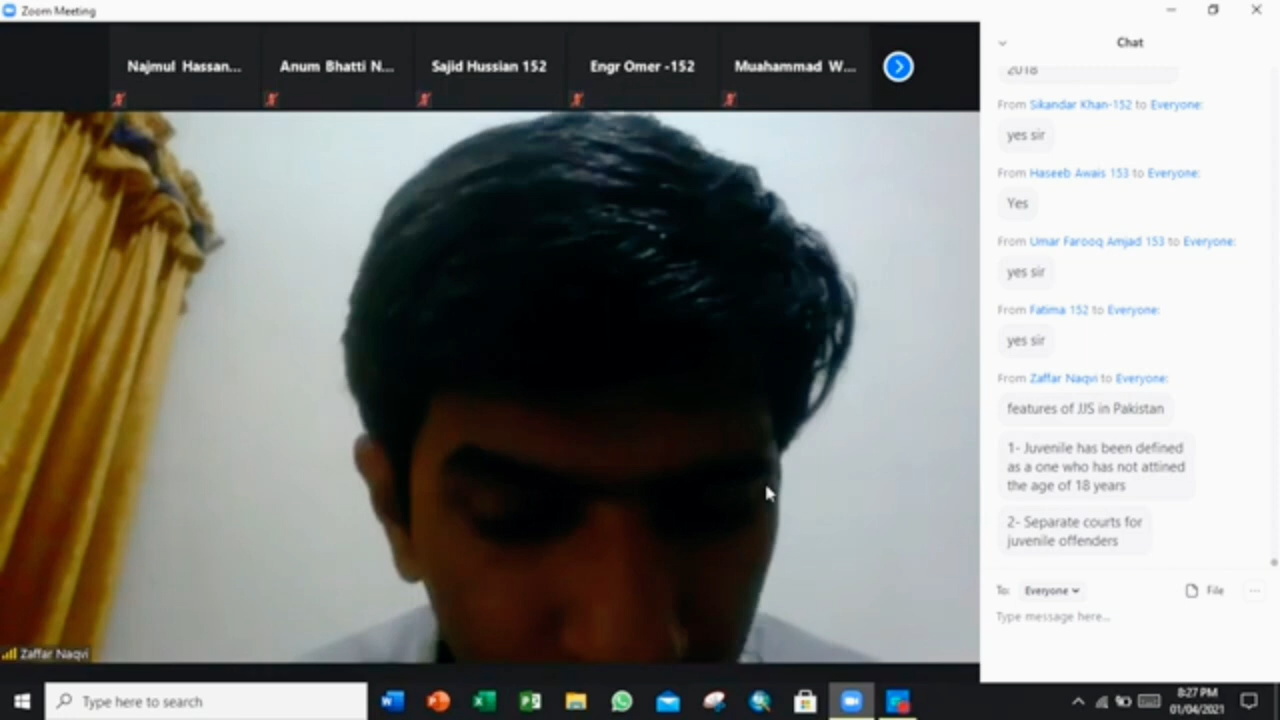 Zoom Meeting
Najmul Hassan...
Anum Bhatti N...
Sajid Hussian 152
Engr Omer -152
Muahammad W...
Zaffar Naqvi
Chat
2018
From Sikandar Khan-152 to Everyone:
yes sir
From Haseeb Awais 153 to Everyone:
Yes
From Umar Farooq Amjad 153 to Everyone:
yes sir
From Fatima 152 to Everyone:
yes sir
From Zaffar Naqvi to Everyone:
features of JJS in Pakistan
1- Juvenile has been defined
as a one who has not attined
the age of 18 years
2- Separate courts for
juvenile offenders
To: Everyone
File
Type message here...
Type here to search
8:27 PM
01/04/2021